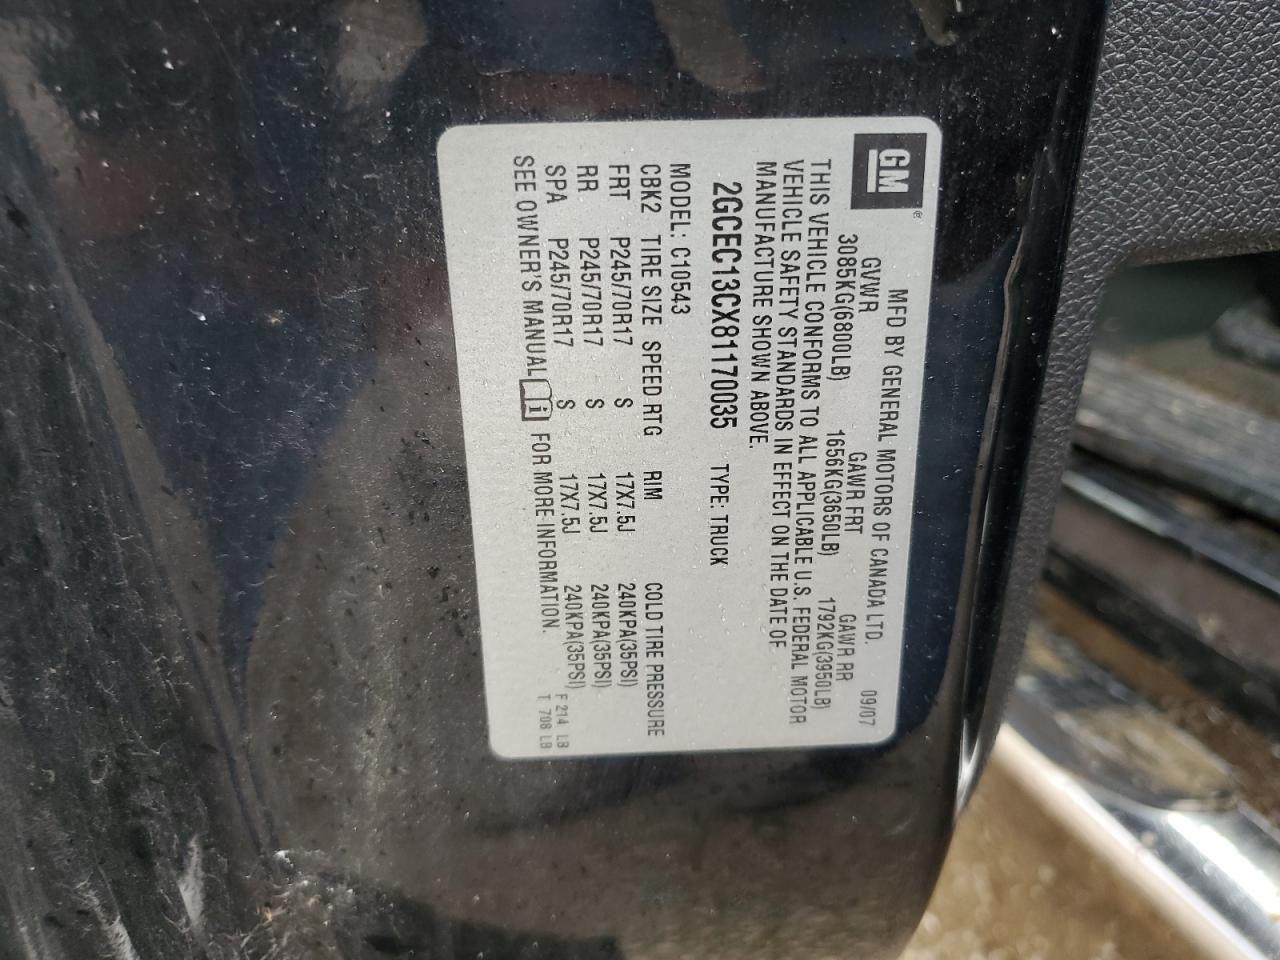 GM®
MFD BY GENERAL MOTORS OF CANADA LTD. 09/07
GVWR GAWR FRT GAWR RR
3085KG(6800LB) 1656KG(3650LB) 1792KG(3950LB)
THIS VEHICLE CONFORMS TO ALL APPLICABLE U.S. FEDERAL MOTOR
VEHICLE SAFETY STANDARDS IN EFFECT ON THE DATE OF
MANUFACTURE SHOWN ABOVE.
2GCEC13CX81170035 TYPE: TRUCK
MODEL: C10543
CBK2 TIRE SIZE SPEED RTG RIM COLD TIRE PRESSURE
FRT P245/70R17 S 17X7.5J 240KPA(35PSI)
RR P245/70R17 S 17X7.5J 240KPA(35PSI)
SPA P245/70R17 S 17X7.5J 240KPA(35PSI) F 214 LB
SEE OWNER'S MANUAL i FOR MORE INFORMATION. T 708 LB